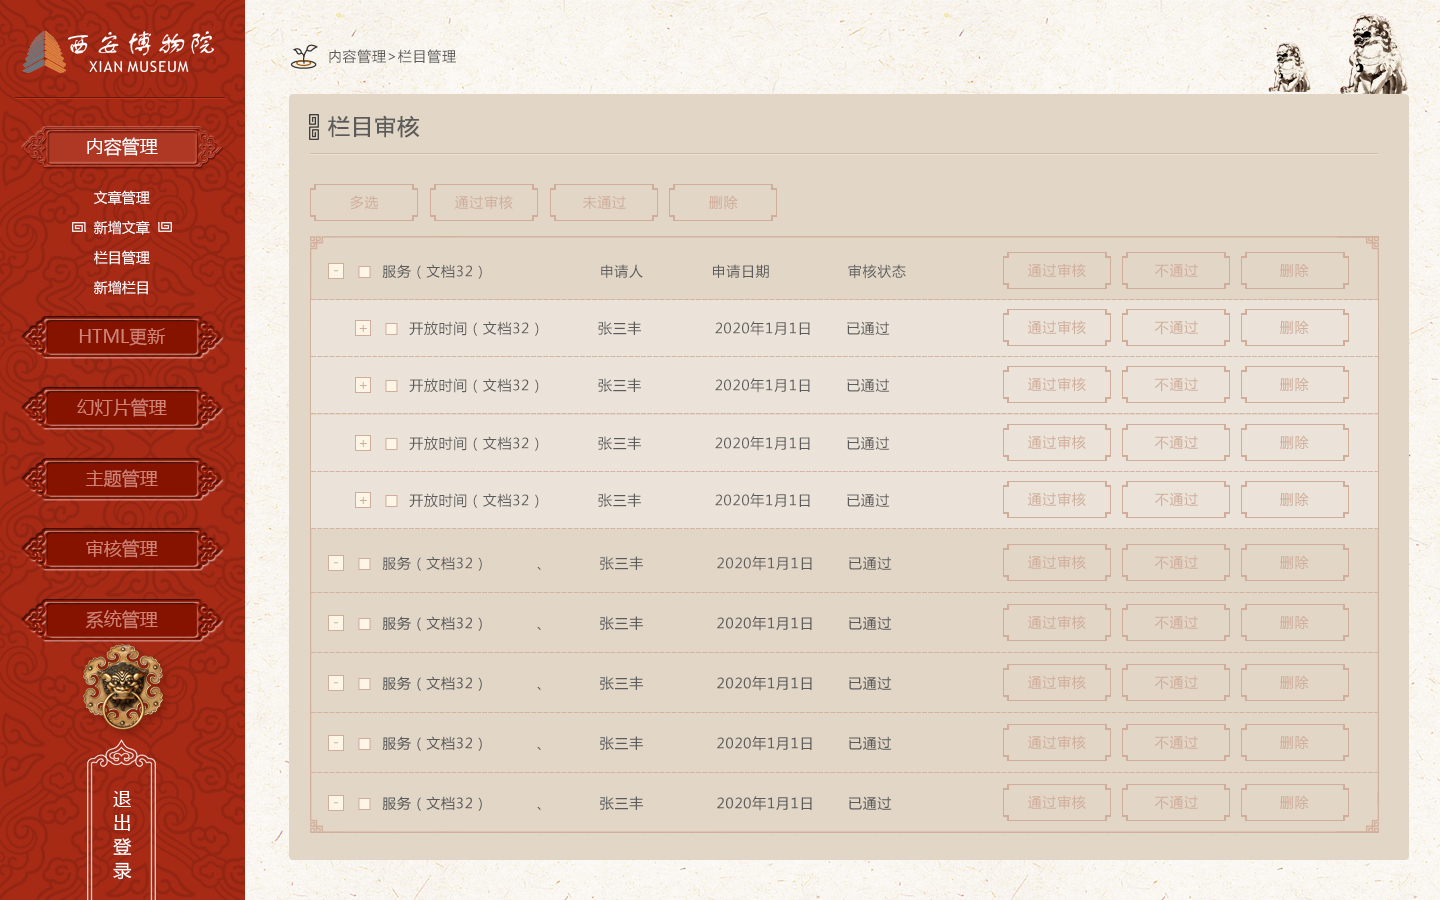 西安博物院
XIAN MUSEUM
内容管理
文章管理
新增文章
栏目管理
新增栏目
HTML更新
幻灯片管理
主题管理
审核管理
系统管理
退出登录
内容管理>栏目管理
栏目审核
多选 通过审核 未通过 删除
- 服务（文档32） 申请人 申请日期 审核状态 通过审核 不通过 删除
+ 开放时间（文档32） 张三丰 2020年1月1日 已通过 通过审核 不通过 删除
+ 开放时间（文档32） 张三丰 2020年1月1日 已通过 通过审核 不通过 删除
+ 开放时间（文档32） 张三丰 2020年1月1日 已通过 通过审核 不通过 删除
+ 开放时间（文档32） 张三丰 2020年1月1日 已通过 通过审核 不通过 删除
- 服务（文档32） 、 张三丰 2020年1月1日 已通过 通过审核 不通过 删除
- 服务（文档32） 、 张三丰 2020年1月1日 已通过 通过审核 不通过 删除
- 服务（文档32） 、 张三丰 2020年1月1日 已通过 通过审核 不通过 删除
- 服务（文档32） 、 张三丰 2020年1月1日 已通过 通过审核 不通过 删除
- 服务（文档32） 、 张三丰 2020年1月1日 已通过 通过审核 不通过 删除